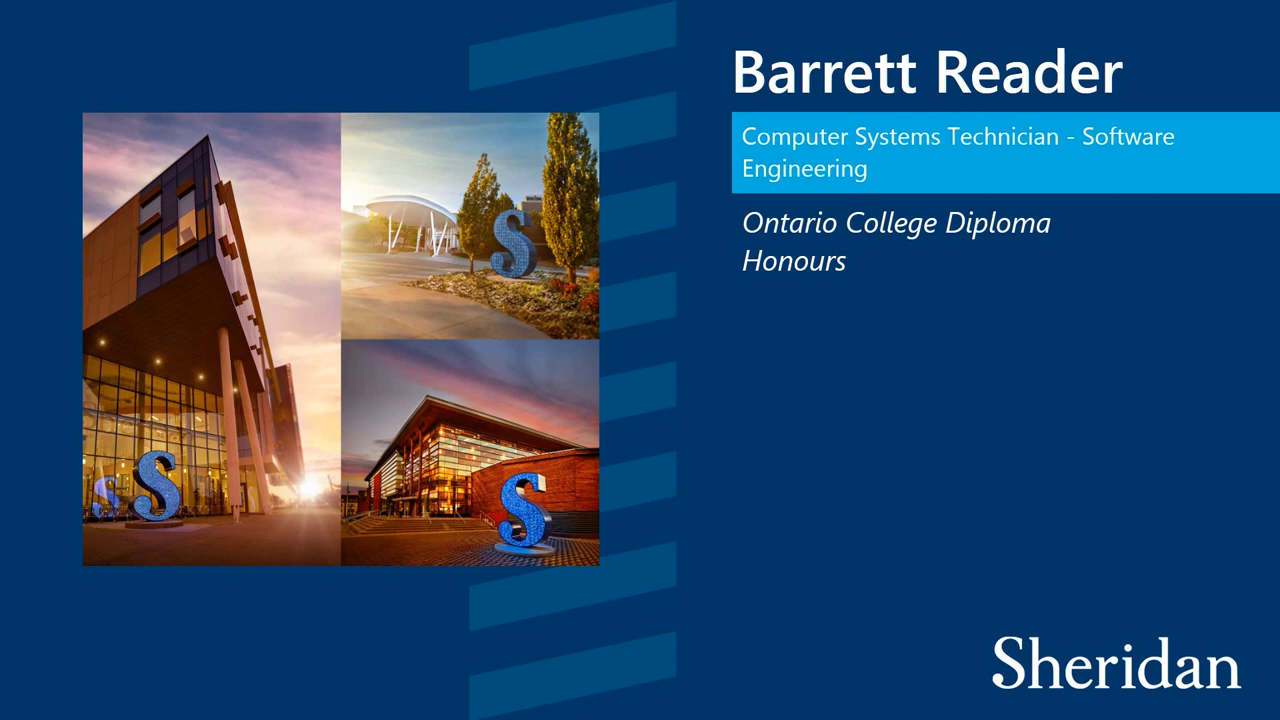 Barrett Reader
Computer Systems Technician - Software
Engineering
Ontario College Diploma
Honours
S
S
S
S
Sheridan